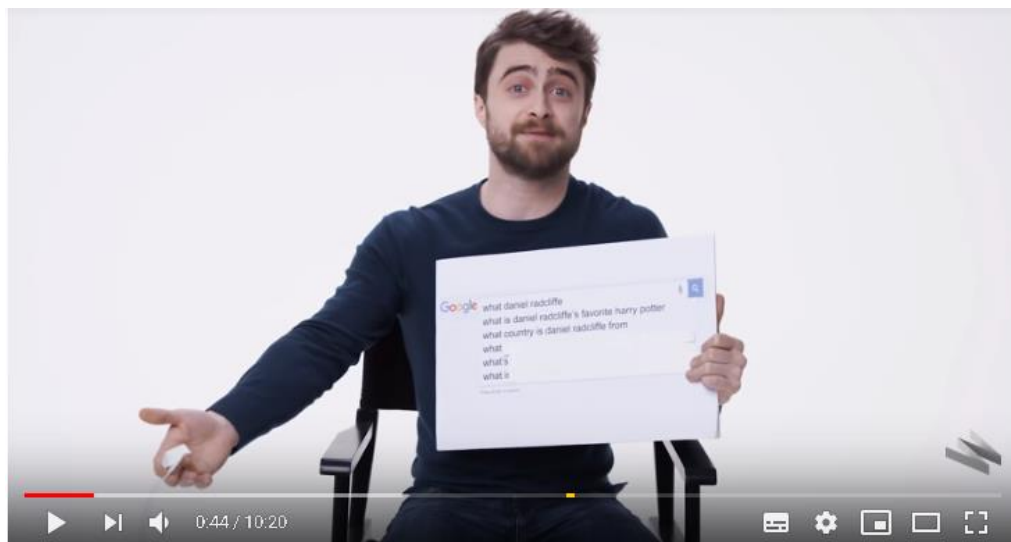 Google
what daniel radcliffe
what is daniel radcliffe's favorite harry potter
what country is daniel radcliffe from
what
what's
what is
0:44 / 10:20